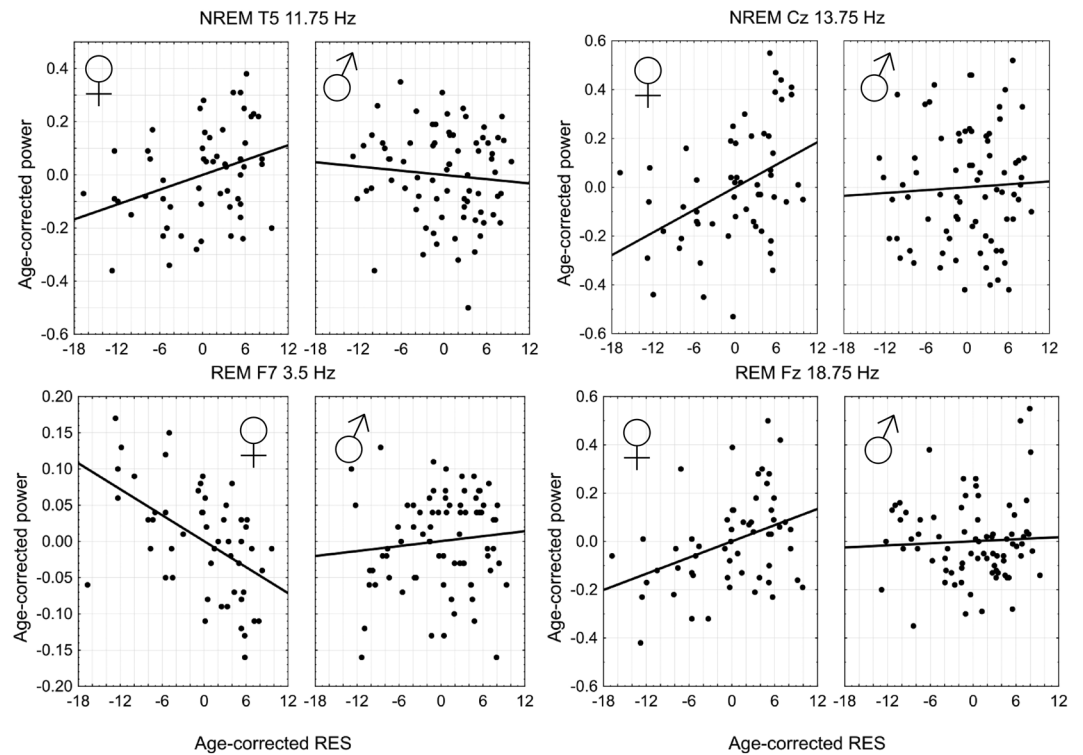 NREM T5 11.75 Hz
NREM Cz 13.75 Hz
Age-corrected power
0.4
0.2
0.0
-0.2
-0.4
-0.6
-18 -12 -6 0 6 12
-18 -12 -6 0 6 12
Age-corrected power
0.6
0.4
0.2
0.0
-0.2
-0.4
-0.6
-18 -12 -6 0 6 12
-18 -12 -6 0 6 12
REM F7 3.5 Hz
REM Fz 18.75 Hz
Age-corrected power
0.20
0.15
0.10
0.05
0.00
-0.05
-0.10
-0.15
-0.20
-18 -12 -6 0 6 12
-18 -12 -6 0 6 12
Age-corrected power
0.6
0.4
0.2
0.0
-0.2
-0.4
-0.6
-18 -12 -6 0 6 12
-18 -12 -6 0 6 12
Age-corrected RES
Age-corrected RES